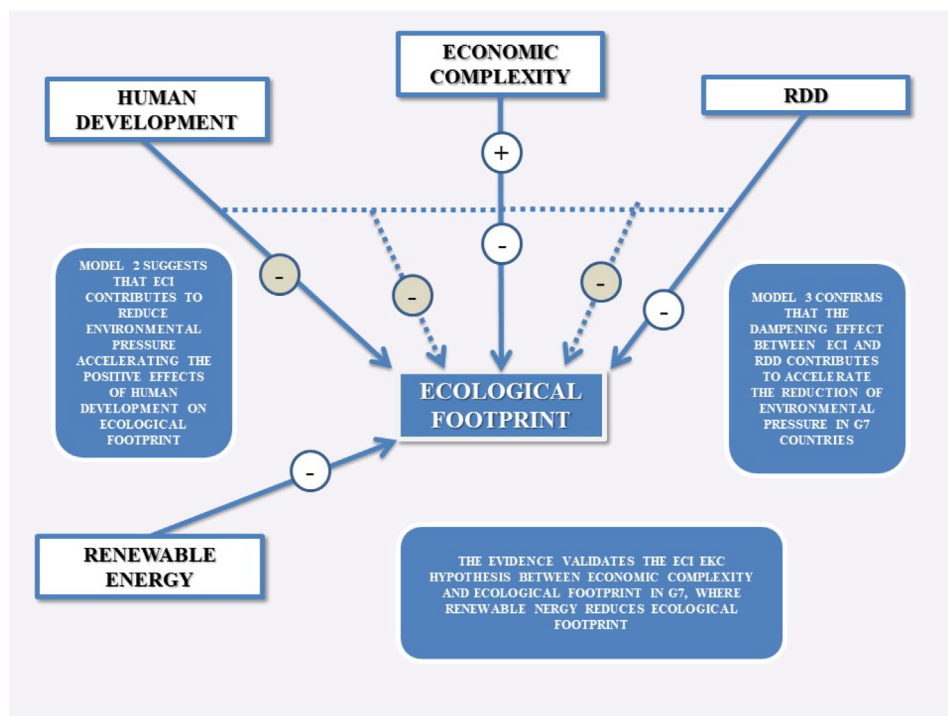 ECONOMIC
COMPLEXITY
HUMAN
DEVELOPMENT
RDD
+
-
-
-
-
-
MODEL 2 SUGGESTS
THAT ECI
CONTRIBUTES TO
REDUCE
ENVIRONMENTAL
PRESSURE
ACCELERATING THE
POSITIVE EFFECTS
OF HUMAN
DEVELOPMENT ON
ECOLOGICAL
FOOTPRINT
MODEL 3 CONFIRMS
THAT THE
DAMPENING EFFECT
BETWEEN ECI AND
RDD CONTRIBUTES
TO ACCELERATE
THE REDUCTION OF
ENVIRONMENTAL
PRESSURE IN G7
COUNTRIES
ECOLOGICAL
FOOTPRINT
-
RENEWABLE
ENERGY
THE EVIDENCE VALIDATES THE ECI EKC
HYPOTHESIS BETWEEN ECONOMIC COMPLEXITY
AND ECOLOGICAL FOOTPRINT IN G7, WHERE
RENEWABLE NERGY REDUCES ECOLOGICAL
FOOTPRINT